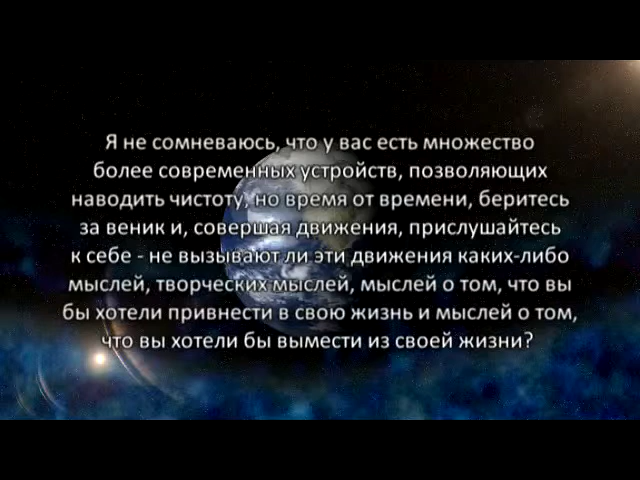 Я не сомневаюсь, что у вас есть множество
более современных устройств, позволяющих
наводить чистоту, но время от времени, беритесь
за веник и, совершая движения, прислушайтесь
к себе - не вызывают ли эти движения каких-либо
мыслей, творческих мыслей, мыслей о том, что вы
бы хотели привнести в свою жизнь и мыслей о том,
что вы хотели бы вымести из своей жизни?